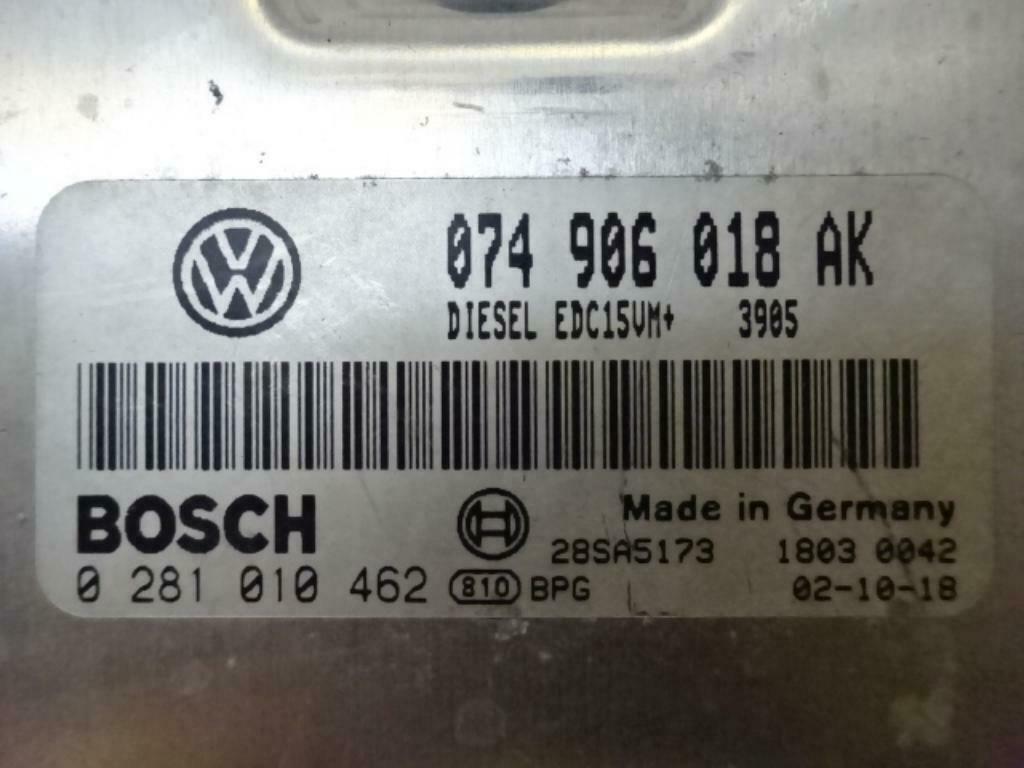 074 906 018 AK
DIESEL EDC15VM+ 3905
BOSCH
Made in Germany
28SA5173 1803 0042
0 281 010 462 810 BPG 02-10-18